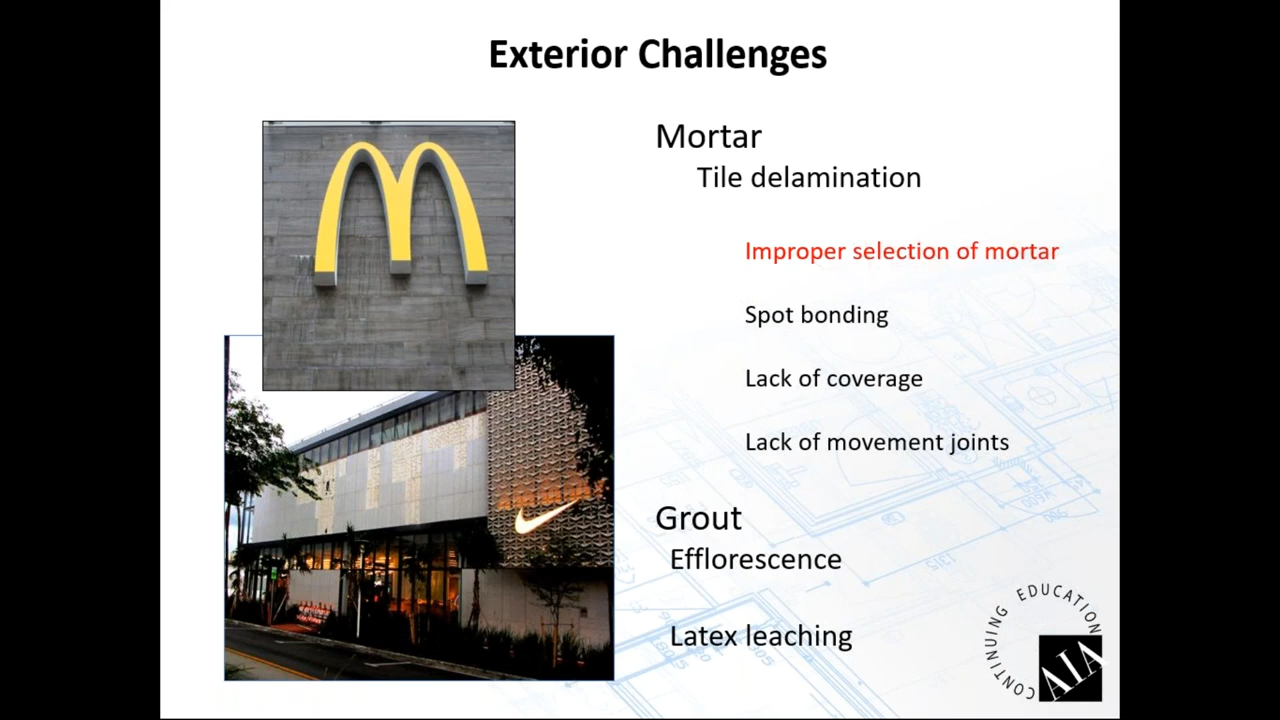 Exterior Challenges
Mortar
Tile delamination
Improper selection of mortar
Spot bonding
Lack of coverage
Lack of movement joints
Grout
Efflorescence
Latex leaching
CONTINUING EDUCATION
AIA